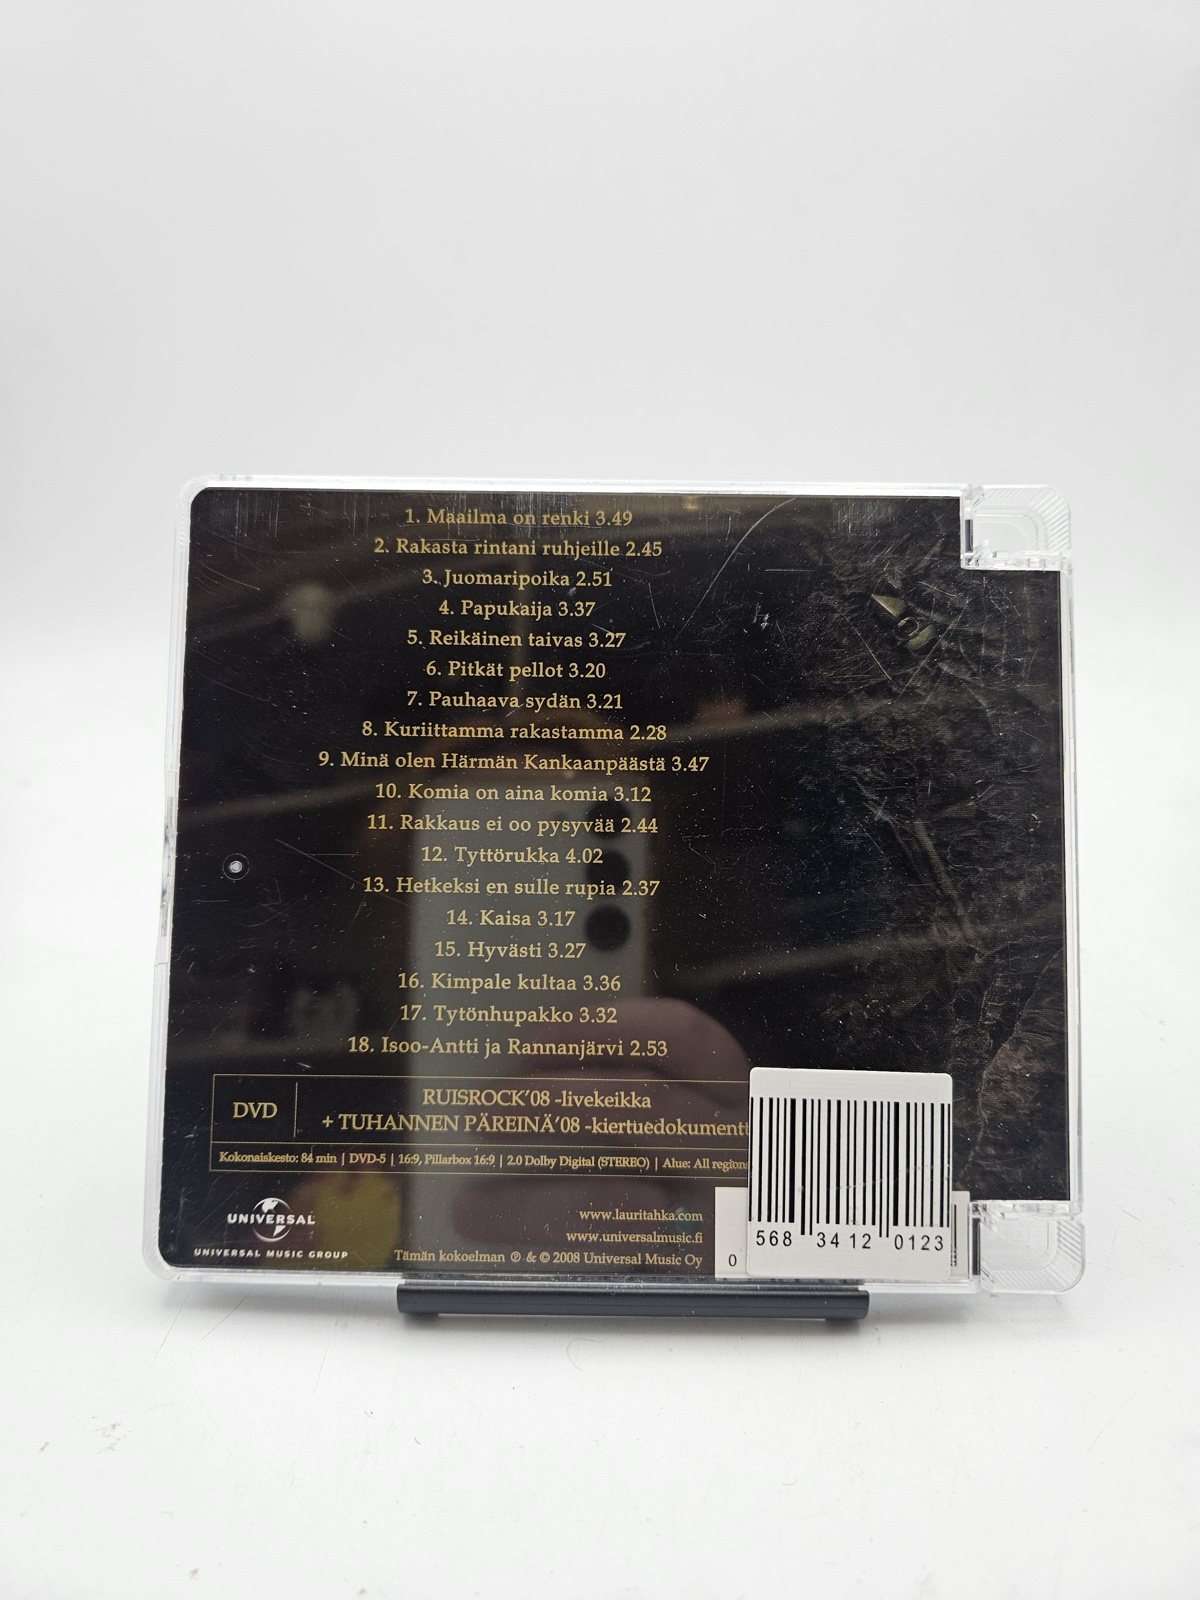 1. Maailma on renki 3.49
2. Rakasta rintani ruhjeille 2.45
3. Juomaripoika 2.51
4. Papukaija 3.37
5. Reikäinen taivas 3.27
6. Pitkät pellot 3.20
7. Pauhaava sydän 3.21
8. Kuriittamma rakastamma 2.28
9. Minä olen Härmän Kankaanpäästä 3.47
10. Komia on aina komia 3.12
11. Rakkaus ei oo pysyvää 2.44
12. Tyttörukka 4.02
13. Hetkeksi en sulle rupia 2.37
14. Kaisa 3.17
15. Hyvästi 3.27
16. Kimpale kultaa 3.36
17. Tytönhupakko 3.32
18. Isoo-Antti ja Rannanjärvi 2.53
DVD
RUISROCK'08 -livekeikka
+ TUHANNEN PÄREINÄ'08 -kiertuedokumentt
Kokonaiskesto: 84 min | DVD-5 | 16:9, Pillarbox 16:9 | 2.0 Dolby Digital (STEREO) | Alue: All region
UNIVERSAL
UNIVERSAL MUSIC GROUP
www.lauritahka.com
www.universalmusic.fi
Tämän kokoelman ℗ & © 2008 Universal Music Oy
0
568 3412 0123